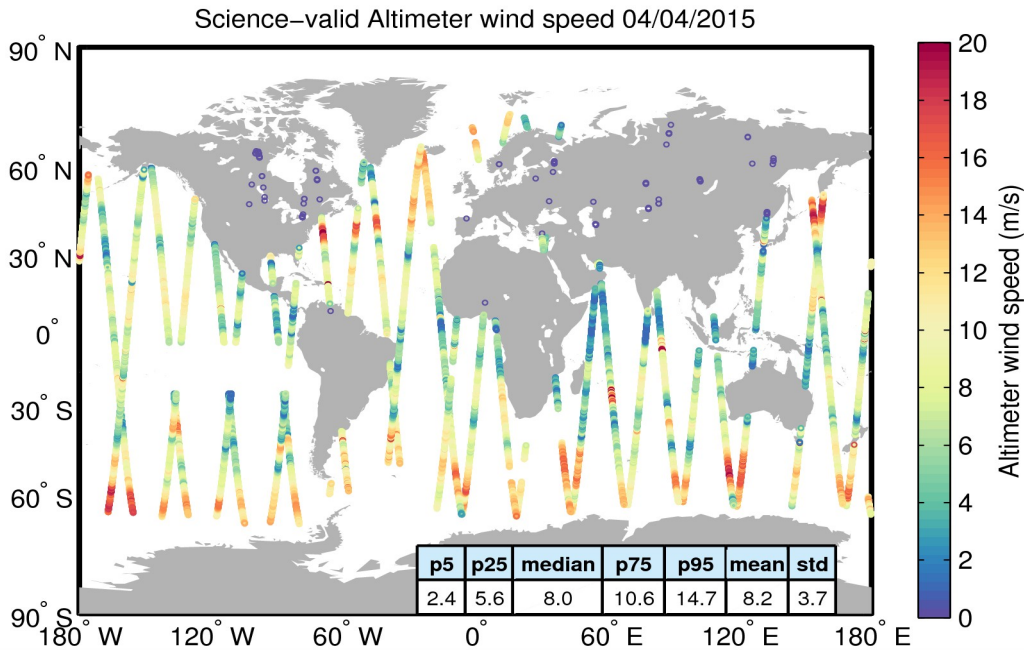 Science−valid Altimeter wind speed 04/04/2015
90° N
60° N
30° N
0°
30° S
60° S
90° S
180° W
120° W
60° W
0°
60° E
120° E
180° E
p5 p25 median p75 p95 mean std
2.4 5.6 8.0 10.6 14.7 8.2 3.7
20
18
16
14
12
10
8
6
4
2
0
Altimeter wind speed (m/s)